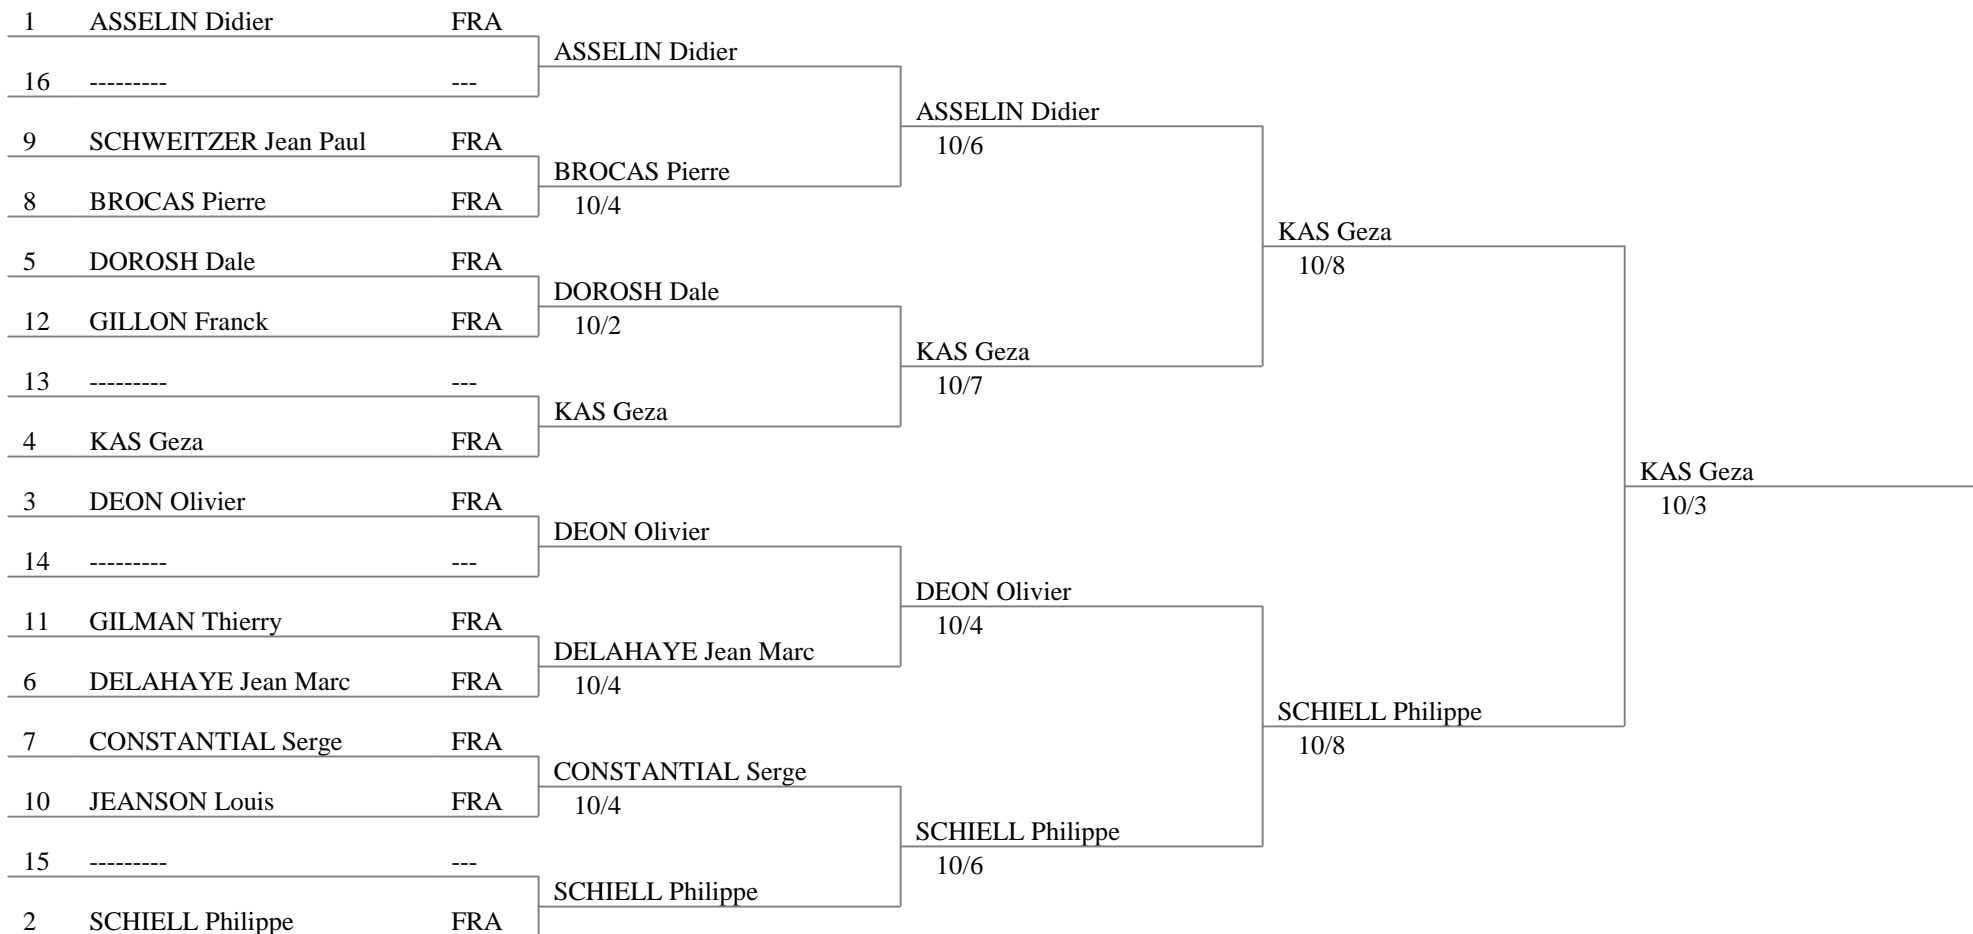 1 ASSELIN Didier FRA
ASSELIN Didier
16 --------- ---
ASSELIN Didier
10/6
9 SCHWEITZER Jean Paul FRA
BROCAS Pierre
10/4
8 BROCAS Pierre FRA
KAS Geza
10/8
5 DOROSH Dale FRA
DOROSH Dale
10/2
12 GILLON Franck FRA
KAS Geza
10/7
13 --------- ---
KAS Geza
4 KAS Geza FRA
KAS Geza
10/3
3 DEON Olivier FRA
DEON Olivier
14 --------- ---
DEON Olivier
10/4
11 GILMAN Thierry FRA
DELAHAYE Jean Marc
10/4
6 DELAHAYE Jean Marc FRA
SCHIELL Philippe
10/8
7 CONSTANTIAL Serge FRA
CONSTANTIAL Serge
10/4
10 JEANSON Louis FRA
SCHIELL Philippe
10/6
15 --------- ---
SCHIELL Philippe
2 SCHIELL Philippe FRA